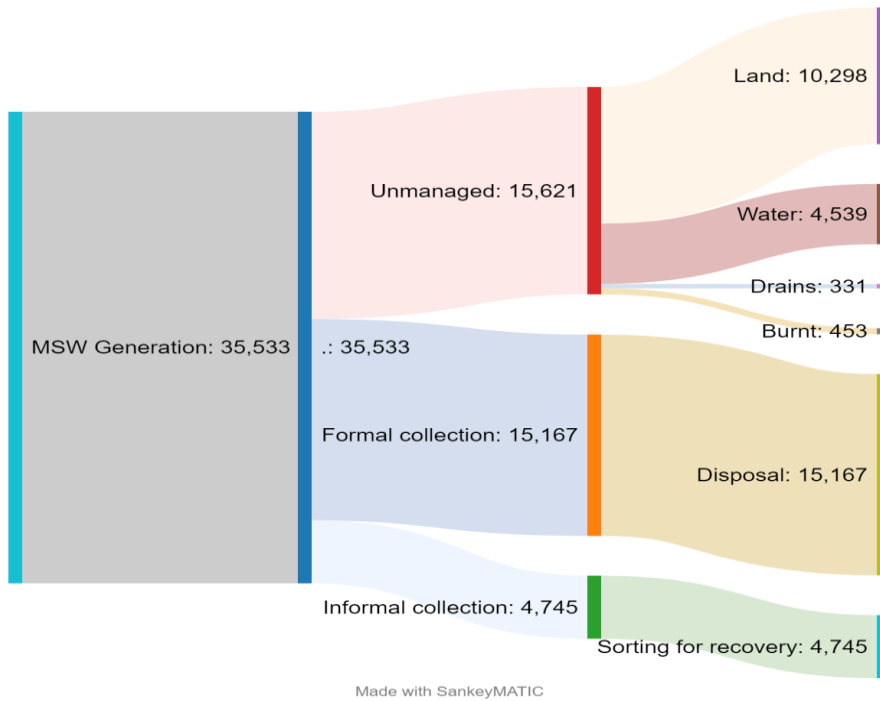 Land: 10,298
Unmanaged: 15,621
Water: 4,539
Drains: 331
Burnt: 453
MSW Generation: 35,533
.: 35,533
Formal collection: 15,167
Disposal: 15,167
Informal collection: 4,745
Sorting for recovery: 4,745
Made with SankeyMATIC